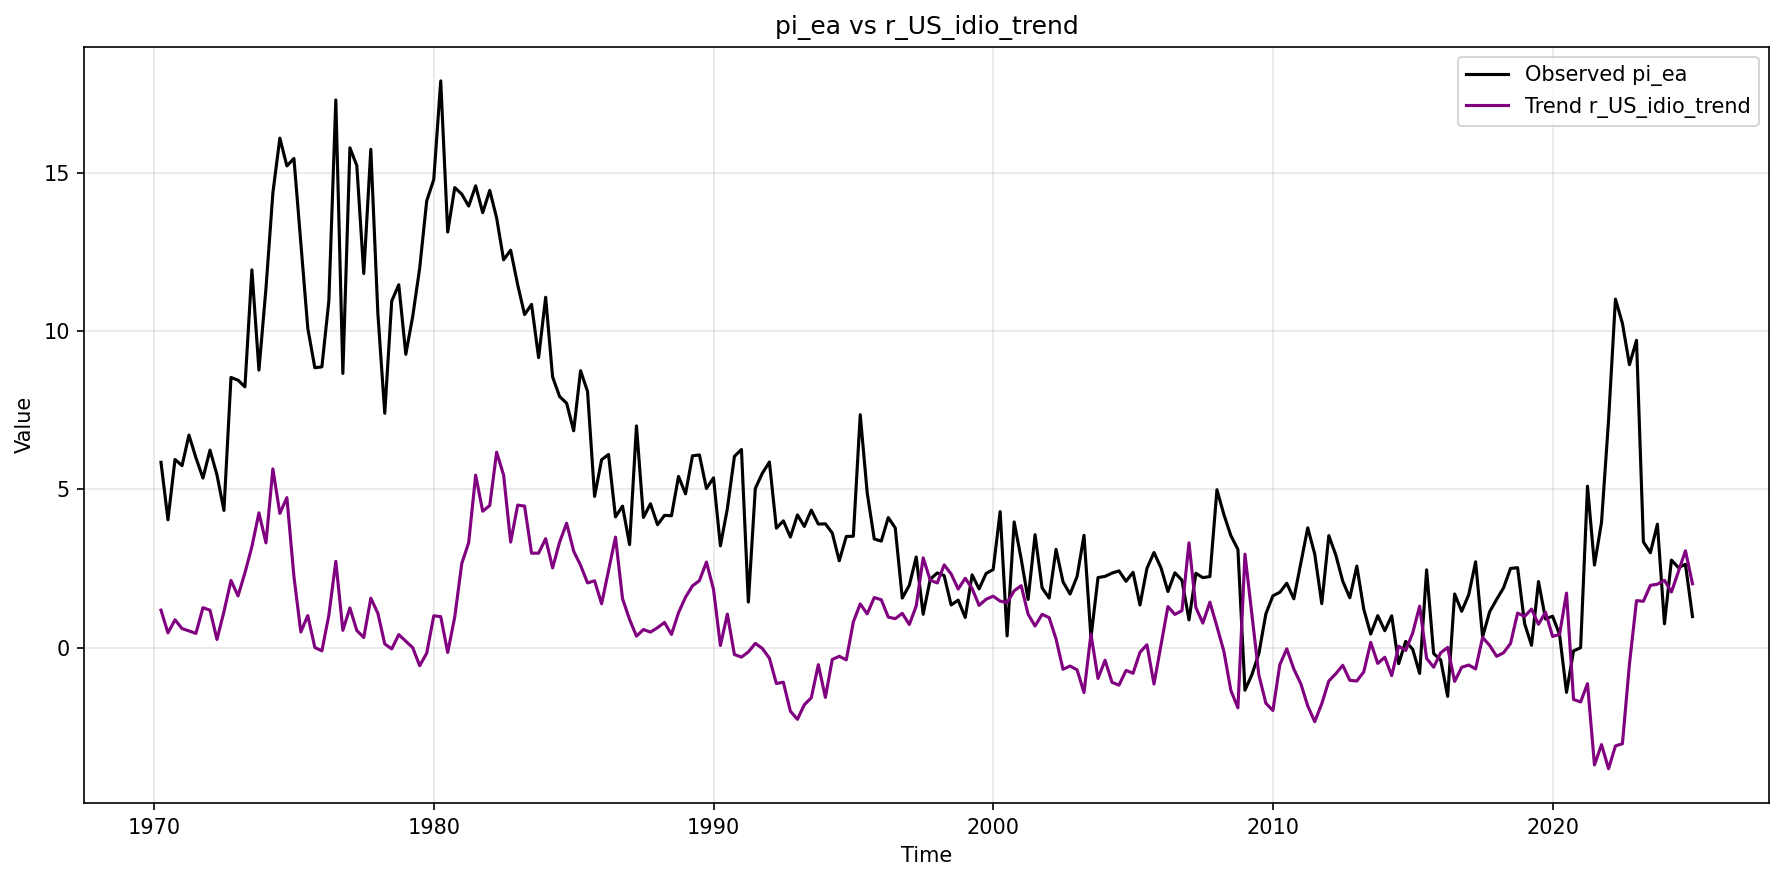 pi_ea vs r_US_idio_trend
Observed pi_ea
Trend r_US_idio_trend
Value
15
10
5
0
1970
1980
1990
2000
2010
2020
Time